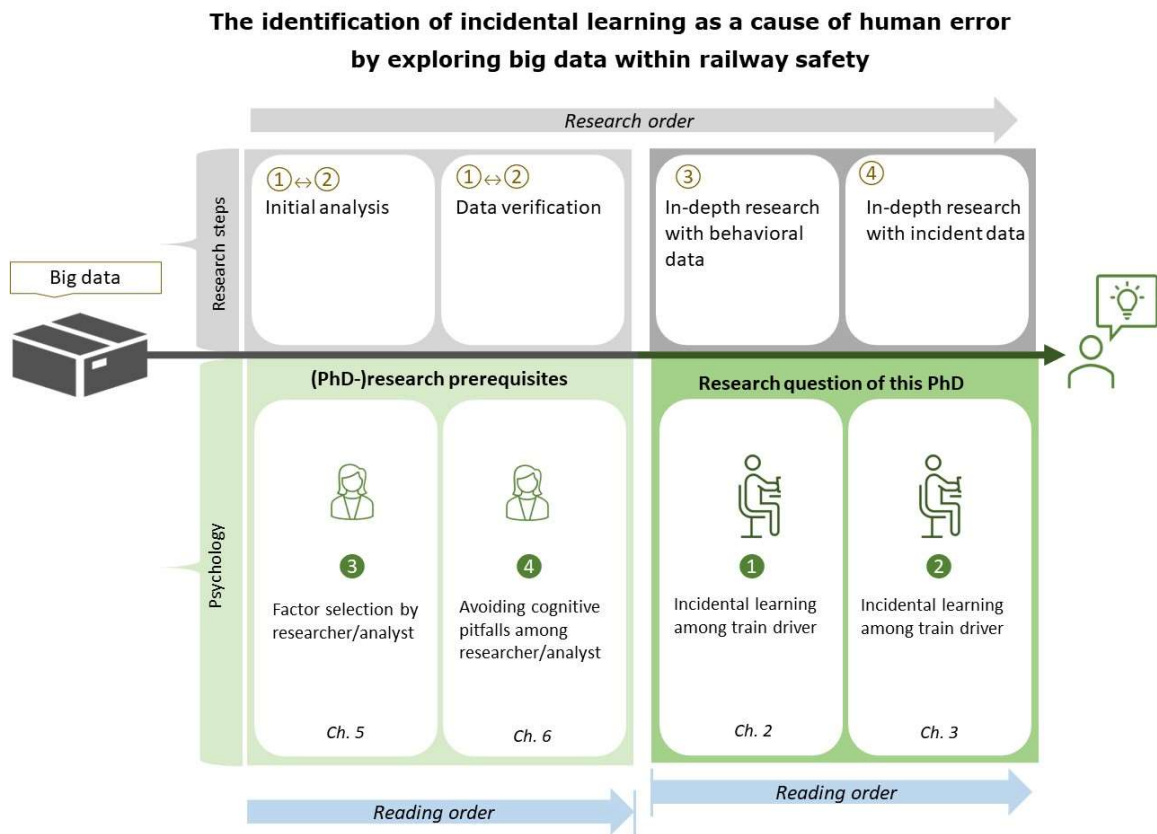 The identification of incidental learning as a cause of human error
by exploring big data within railway safety
Research order
Research steps
① ↔ ②
Initial analysis
① ↔ ②
Data verification
③
In-depth research
with behavioral
data
④
In-depth research
with incident data
Big data
(PhD-)research prerequisites
Research question of this PhD
Psychology
❸
Factor selection by
researcher/analyst
Ch. 5
❹
Avoiding cognitive
pitfalls among
researcher/analyst
Ch. 6
❶
Incidental learning
among train driver
Ch. 2
❷
Incidental learning
among train driver
Ch. 3
Reading order
Reading order